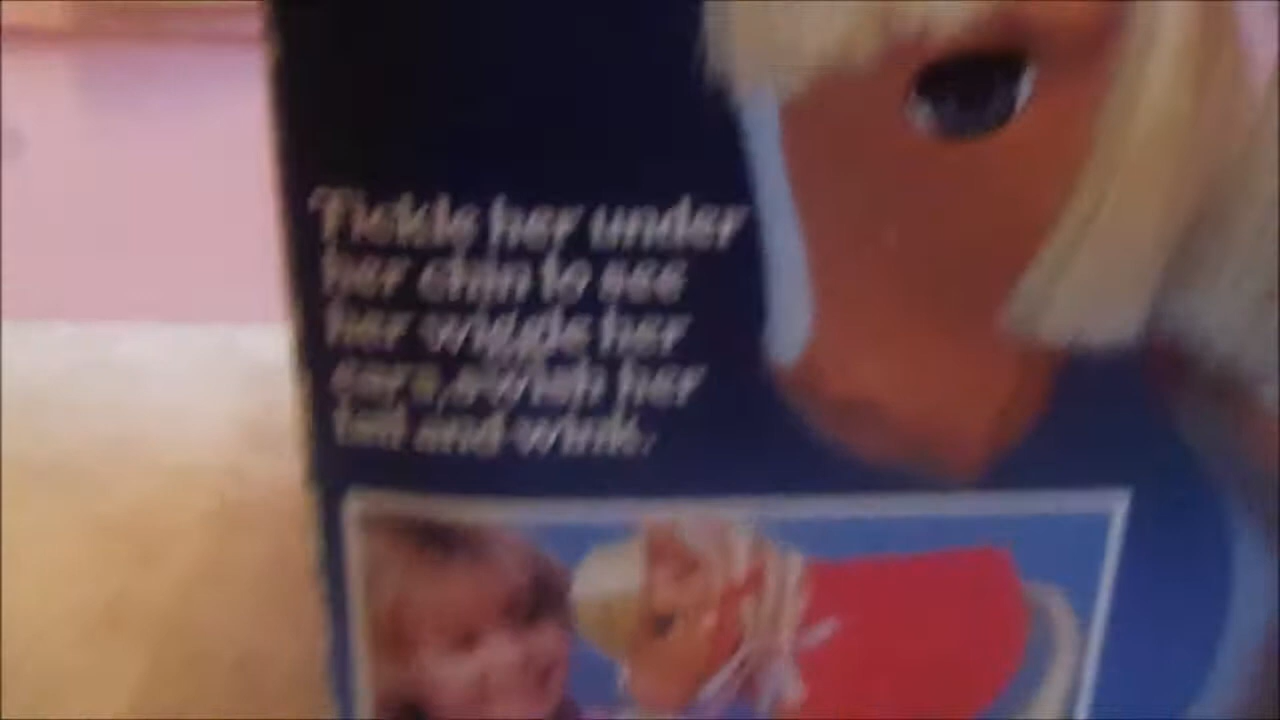 Tickle her under
her chin to see
her wiggle her
ears, swish her
tail and wink.